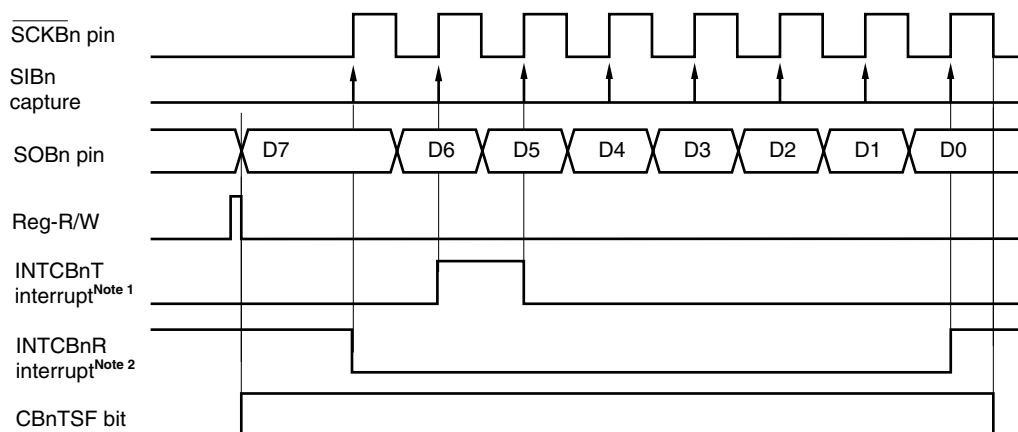 SCKBn pin
SIBn
capture
SOBn pin
D7
D6
D5
D4
D3
D2
D1
D0
Reg-R/W
INTCBnT
interruptNote 1
INTCBnR
interruptNote 2
CBnTSF bit